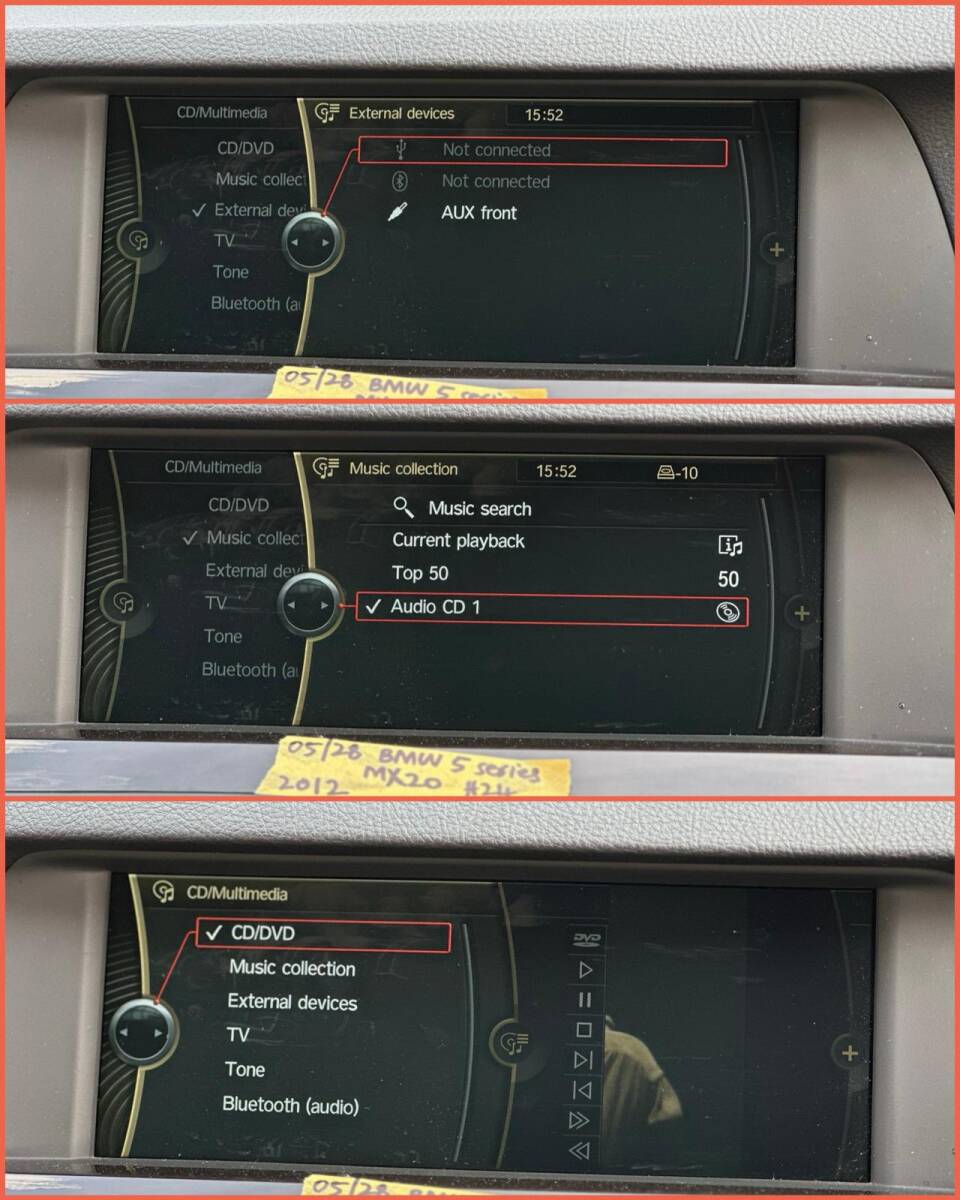 CD/Multimedia
External devices
15:52
CD/DVD
Music collec
External devi
TV
Tone
Bluetooth (a
Not connected
Not connected
AUX front
05/28 BMW 5 series
CD/Multimedia
Music collection
15:52
-10
CD/DVD
Music collect
External devi
TV
Tone
Bluetooth (a
Music search
Current playback
Top 50
50
Audio CD 1
05/28 BMW 5 series
2012 MX20 #24
CD/Multimedia
CD/DVD
Music collection
External devices
TV
Tone
Bluetooth (audio)
DVD
05/28 BMW